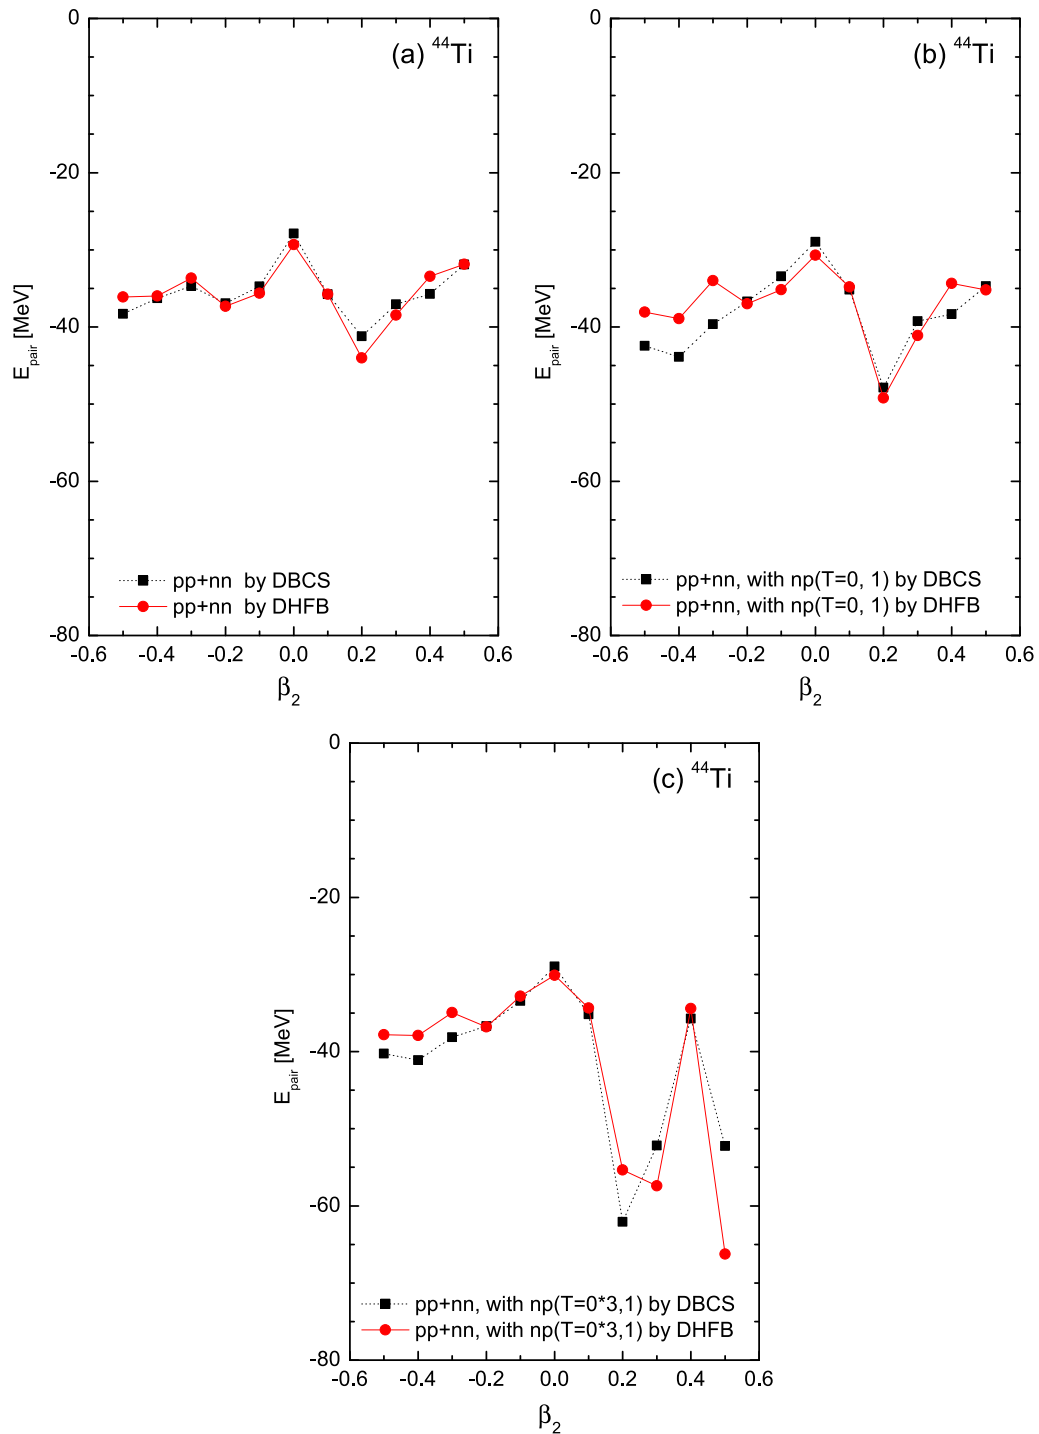 (a) ⁴⁴Ti
0
-20
-40
-60
-80
E_pair [MeV]
pp+nn by DBCS
pp+nn by DHFB
-0.6 -0.4 -0.2 0.0 0.2 0.4 0.6
β₂
(b) ⁴⁴Ti
0
-20
-40
-60
-80
E_pair [MeV]
pp+nn, with np(T=0, 1) by DBCS
pp+nn, with np(T=0, 1) by DHFB
-0.6 -0.4 -0.2 0.0 0.2 0.4 0.6
β₂
(c) ⁴⁴Ti
0
-20
-40
-60
-80
E_pair [MeV]
pp+nn, with np(T=0*3,1) by DBCS
pp+nn, with np(T=0*3,1) by DHFB
-0.6 -0.4 -0.2 0.0 0.2 0.4 0.6
β₂